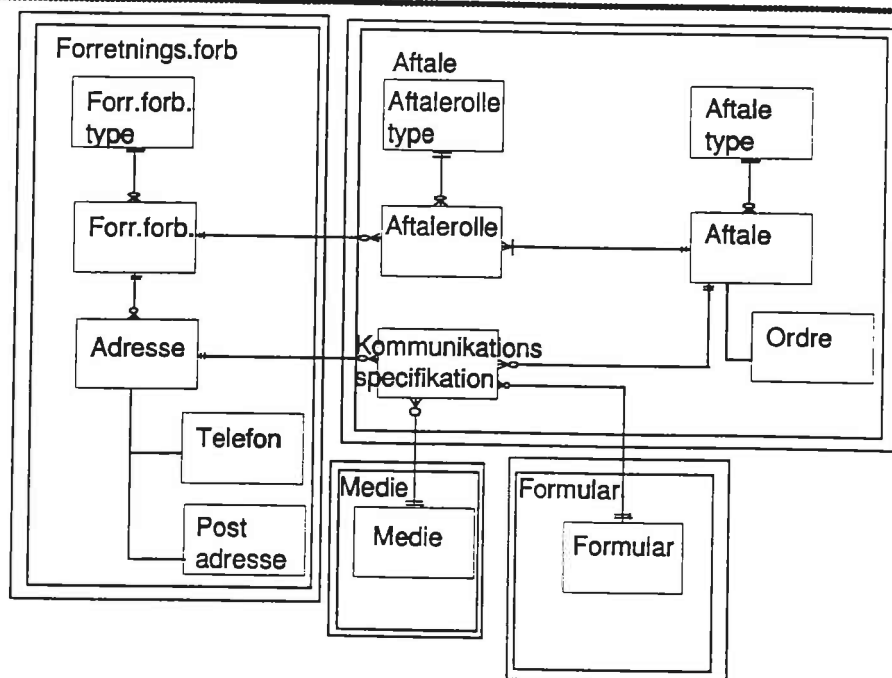 Forretnings.forb
Forr.forb.
type
Forr.forb.
Adresse
Telefon
Post
adresse
Aftale
Aftalerolle
type
Aftale
type
Aftalerolle
Aftale
Kommunikations
specifikation
Ordre
Medie
Medie
Formular
Formular